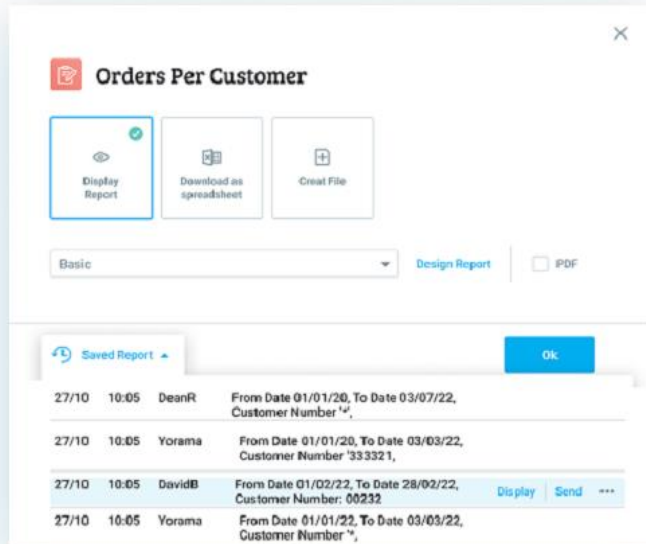 Orders Per Customer
Display
Report
Download as
spreadsheet
Creat File
Basic
Design Report
PDF
Saved Report
Ok
27/10 10:05 DeanR From Date 01/01/20, To Date 03/07/22,
Customer Number '*',
27/10 10:05 Yorama From Date 01/01/20, To Date 03/03/22,
Customer Number '333321,
27/10 10:05 DavidB From Date 01/02/22, To Date 28/02/22,
Customer Number: 00232
Display Send ...
27/10 10:05 Yorama From Date 01/01/22, To Date 03/03/22,
Customer Number '*,